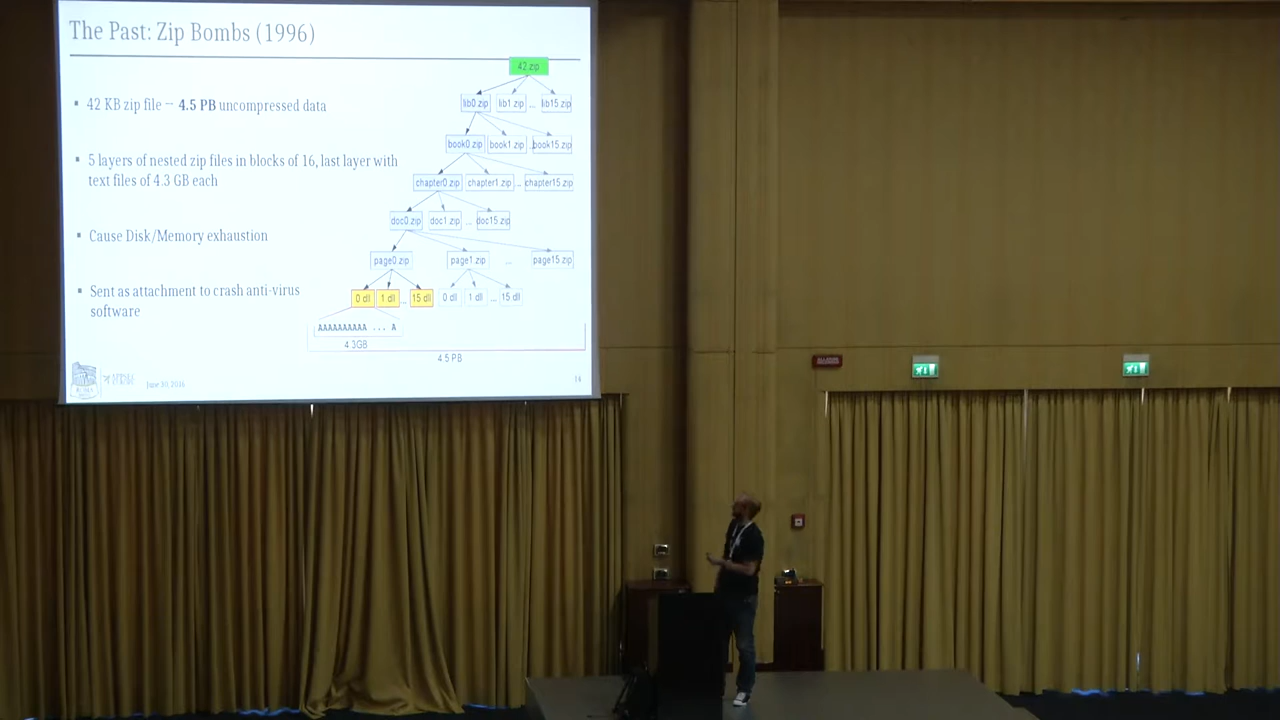 The Past: Zip Bombs (1996)
42 KB zip file – 4.5 PB uncompressed data
5 layers of nested zip files in blocks of 16, last layer with
text files of 4.3 GB each
Cause Disk/Memory exhaustion
Sent as attachment to crash anti-virus
software
42.zip
lib0.zip lib1.zip ... lib15.zip
book0.zip book1.zip ... book15.zip
chapter0.zip chapter1.zip ... chapter15.zip
doc0.zip doc1.zip ... doc15.zip
page0.zip page1.zip ... page15.zip
0.dll 1.dll ... 15.dll 0.dll 1.dll ... 15.dll
AAAAAAAAAA ... A
4.3GB
4.5 PB
June 30, 2016
14